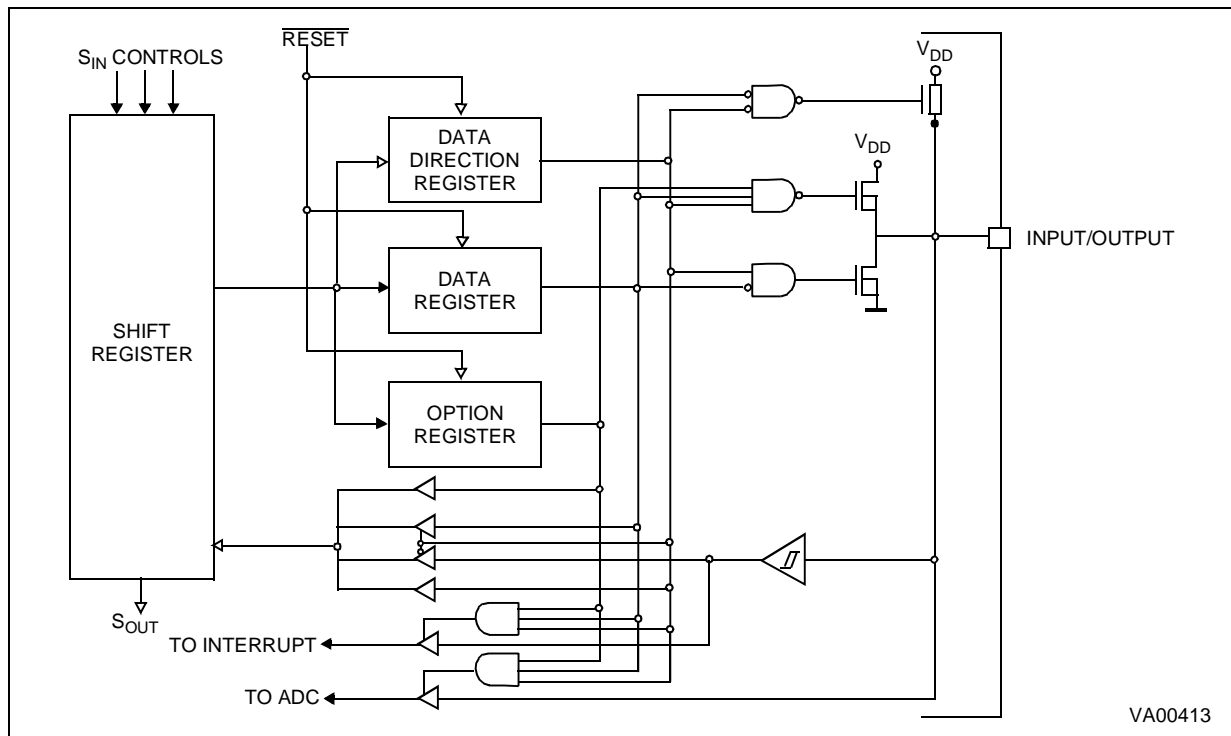 S_IN CONTROLS
RESET
V_DD
DATA
DIRECTION
REGISTER
V_DD
INPUT/OUTPUT
DATA
REGISTER
SHIFT
REGISTER
OPTION
REGISTER
S_OUT
TO INTERRUPT
TO ADC
VA00413